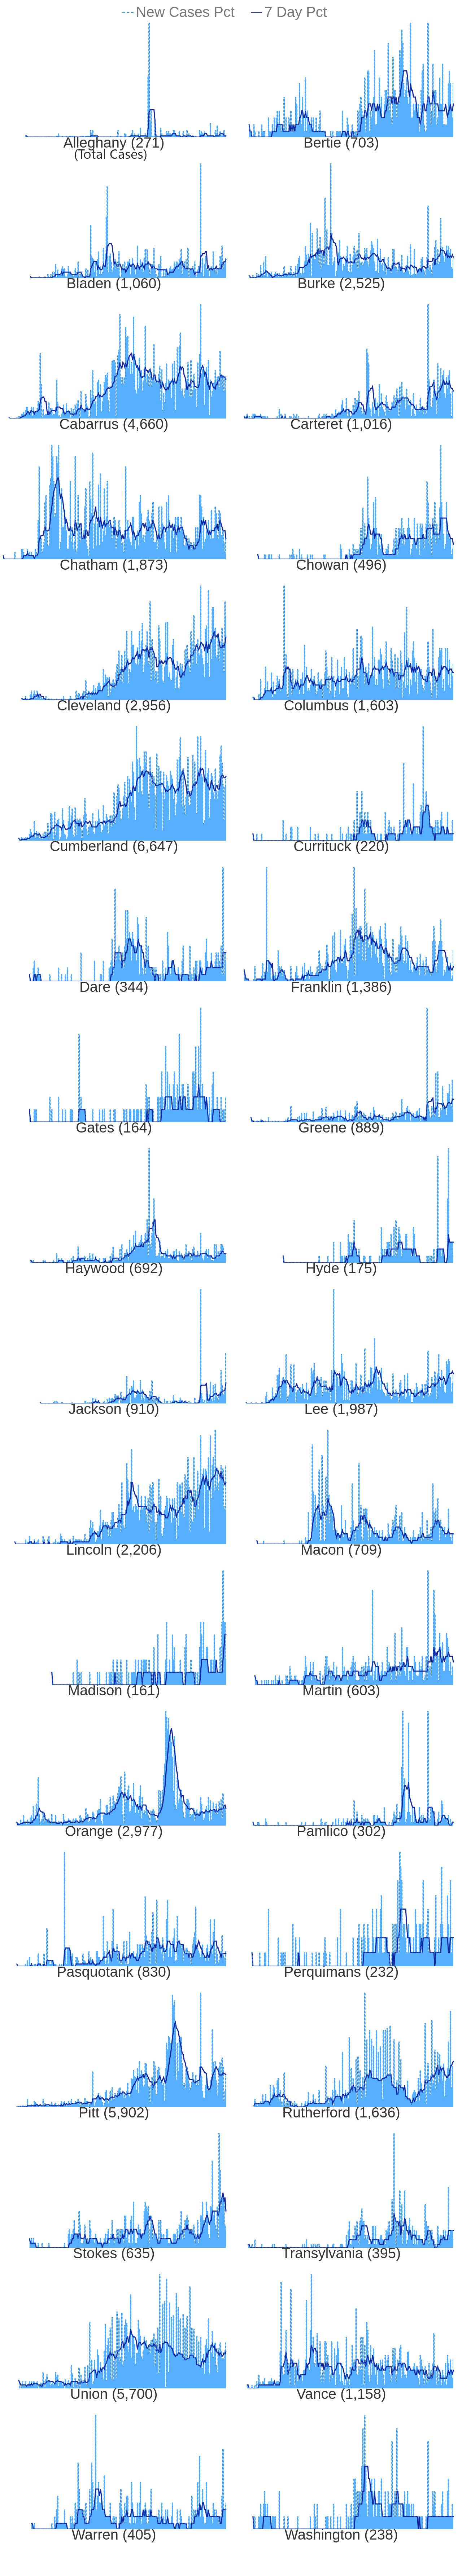 New Cases Pct 7 Day Pct
Alleghany (271) Bertie (703)
(Total Cases)
Bladen (1,060) Burke (2,525)
Cabarrus (4,660) Carteret (1,016)
Chatham (1,873) Chowan (496)
Cleveland (2,956) Columbus (1,603)
Cumberland (6,647) Currituck (220)
Dare (344) Franklin (1,386)
Gates (164) Greene (889)
Haywood (692) Hyde (175)
Jackson (910) Lee (1,987)
Lincoln (2,206) Macon (709)
Madison (161) Martin (603)
Orange (2,977) Pamlico (302)
Pasquotank (830) Perquimans (232)
Pitt (5,902) Rutherford (1,636)
Stokes (635) Transylvania (395)
Union (5,700) Vance (1,158)
Warren (405) Washington (238)